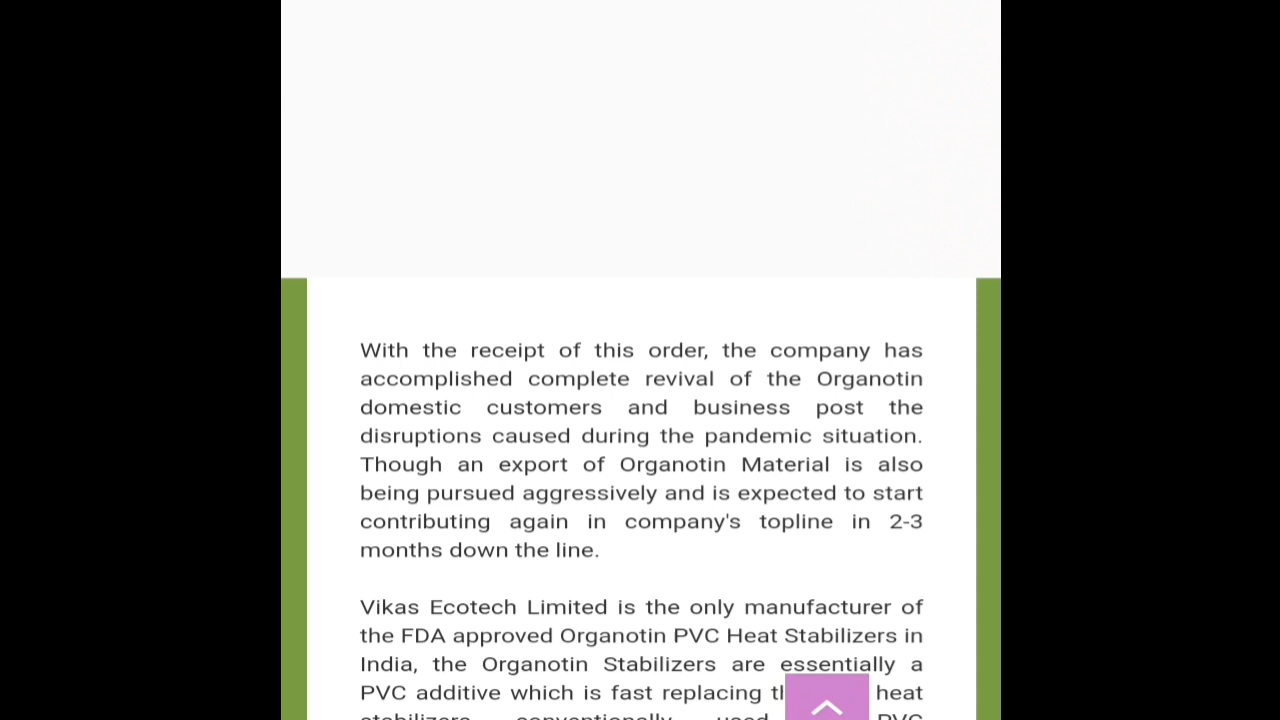 With the receipt of this order, the company has
accomplished complete revival of the Organotin
domestic customers and business post the
disruptions caused during the pandemic situation.
Though an export of Organotin Material is also
being pursued aggressively and is expected to start
contributing again in company's topline in 2-3
months down the line.
Vikas Ecotech Limited is the only manufacturer of
the FDA approved Organotin PVC Heat Stabilizers in
India, the Organotin Stabilizers are essentially a
PVC additive which is fast replacing heat
stabilizers conventionally used PVC